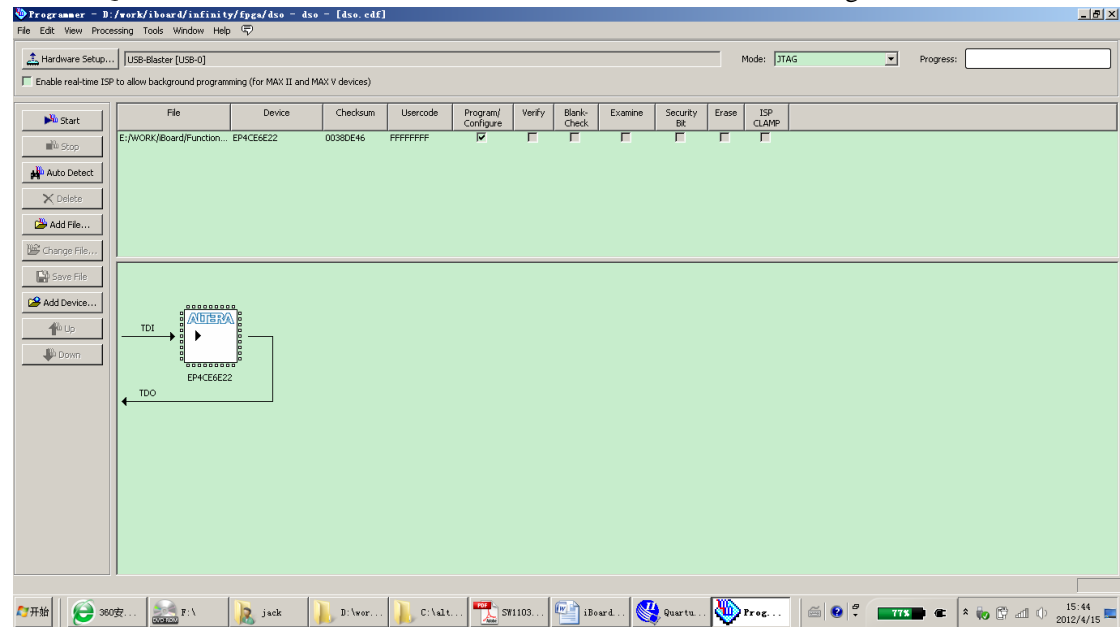 Programmer - D:/work/iboard/infinity/fpga/dso - dso - [dso.cdf]
File Edit View Processing Tools Window Help
Hardware Setup... USB-Blaster [USB-0] Mode: JTAG Progress:
Enable real-time ISP to allow background programming (for MAX II and MAX V devices)
Start
Stop
Auto Detect
Delete
Add File...
Change File...
Save File
Add Device...
Up
Down
File Device Checksum Usercode Program/Configure Verify Blank-Check Examine Security Bit Erase ISP CLAMP
E:/WORK/iBoard/Function... EP4CE6E22 0038DE46 FFFFFFFF
TDI
ALTERA
EP4CE6E22
TDO
开始 360安... F:\ jack D:\wor... C:\alt... SW1103... iBoard... Quartu... Prog... 77% 15:44
2012/4/15